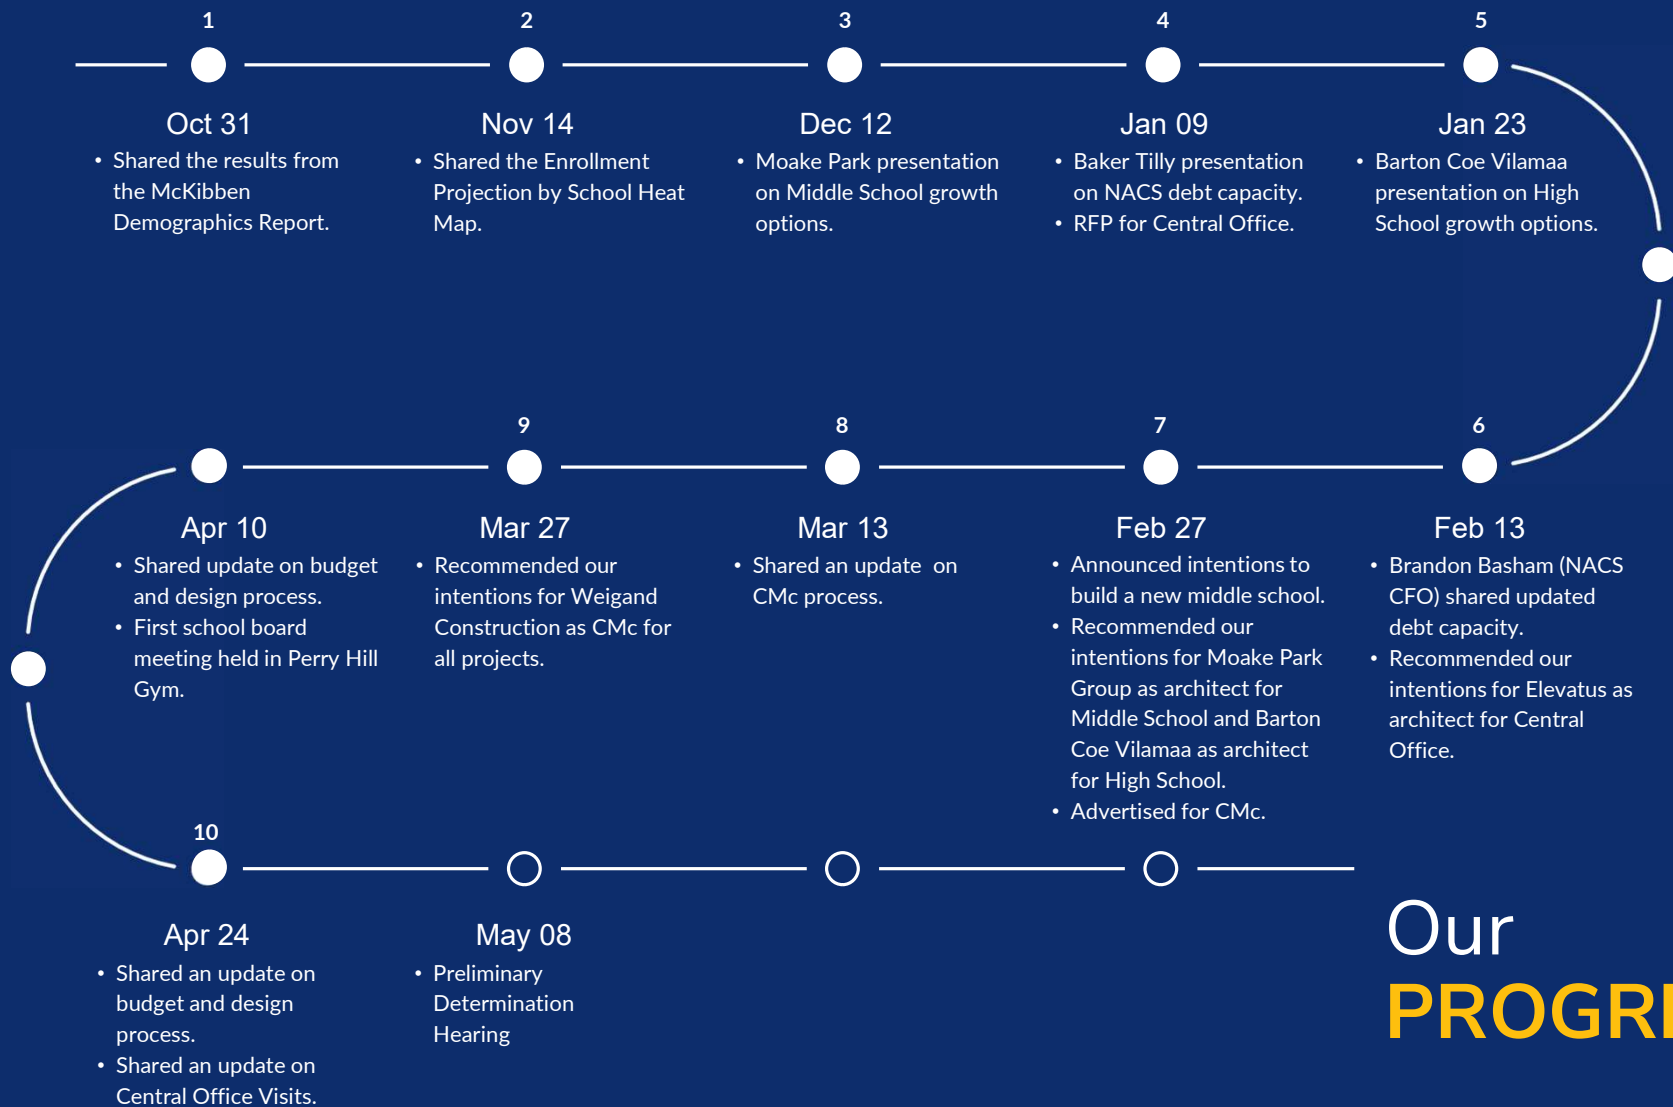 1
Oct 31
• Shared the results from
the McKibben
Demographics Report.
2
Nov 14
• Shared the Enrollment
Projection by School Heat
Map.
3
Dec 12
• Moake Park presentation
on Middle School growth
options.
4
Jan 09
• Baker Tilly presentation
on NACS debt capacity.
• RFP for Central Office.
5
Jan 23
• Barton Coe Vilamaa
presentation on High
School growth options.
6
Feb 13
• Brandon Basham (NACS
CFO) shared updated
debt capacity.
• Recommended our
intentions for Elevatus as
architect for Central
Office.
7
Feb 27
• Announced intentions to
build a new middle school.
• Recommended our
intentions for Moake Park
Group as architect for
Middle School and Barton
Coe Vilamaa as architect
for High School.
• Advertised for CMc.
8
Mar 13
• Shared an update on
CMc process.
9
Mar 27
• Recommended our
intentions for Weigand
Construction as CMc for
all projects.
Apr 10
• Shared update on budget
and design process.
• First school board
meeting held in Perry Hill
Gym.
10
Apr 24
• Shared an update on
budget and design
process.
• Shared an update on
Central Office Visits.
May 08
• Preliminary
Determination
Hearing
Our
PROGR